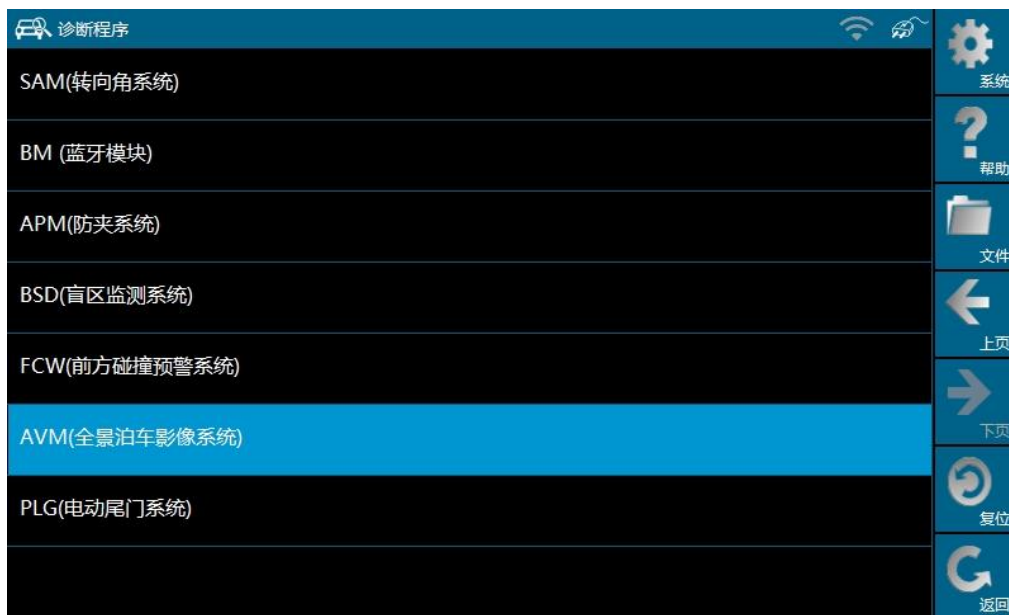 诊断程序
SAM(转向角系统)
BM (蓝牙模块)
APM(防夹系统)
BSD(盲区监测系统)
FCW(前方碰撞预警系统)
AVM(全景泊车影像系统)
PLG(电动尾门系统)
系统
帮助
文件
上页
下页
复位
返回